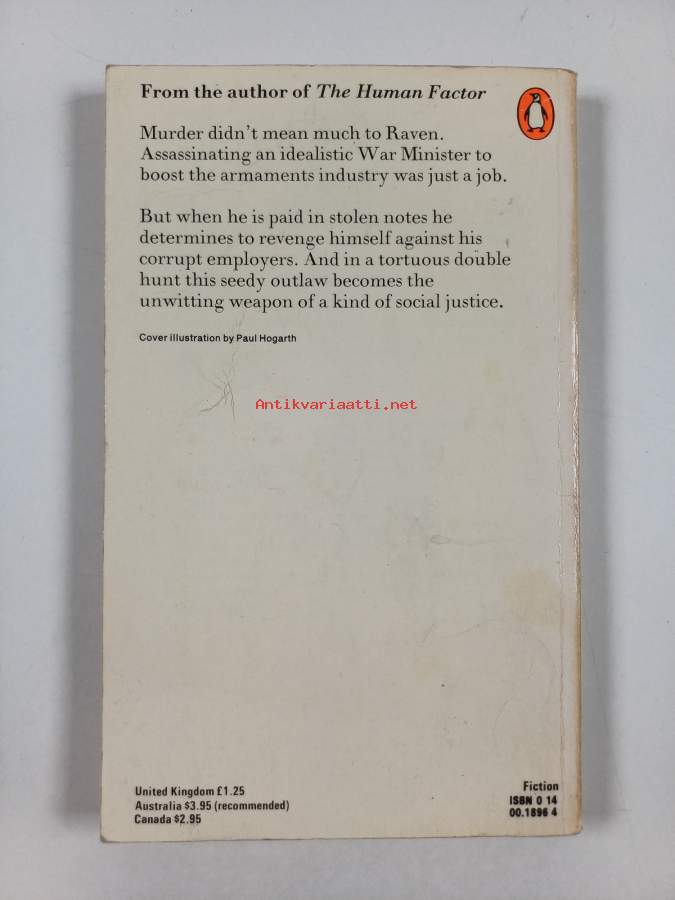 From the author of The Human Factor
Murder didn't mean much to Raven.
Assassinating an idealistic War Minister to
boost the armaments industry was just a job.
But when he is paid in stolen notes he
determines to revenge himself against his
corrupt employers. And in a tortuous double
hunt this seedy outlaw becomes the
unwitting weapon of a kind of social justice.
Cover illustration by Paul Hogarth
Antikvariaatti.net
United Kingdom £1.25
Australia $3.95 (recommended)
Canada $2.95
Fiction
ISBN 0 14
00.1896 4